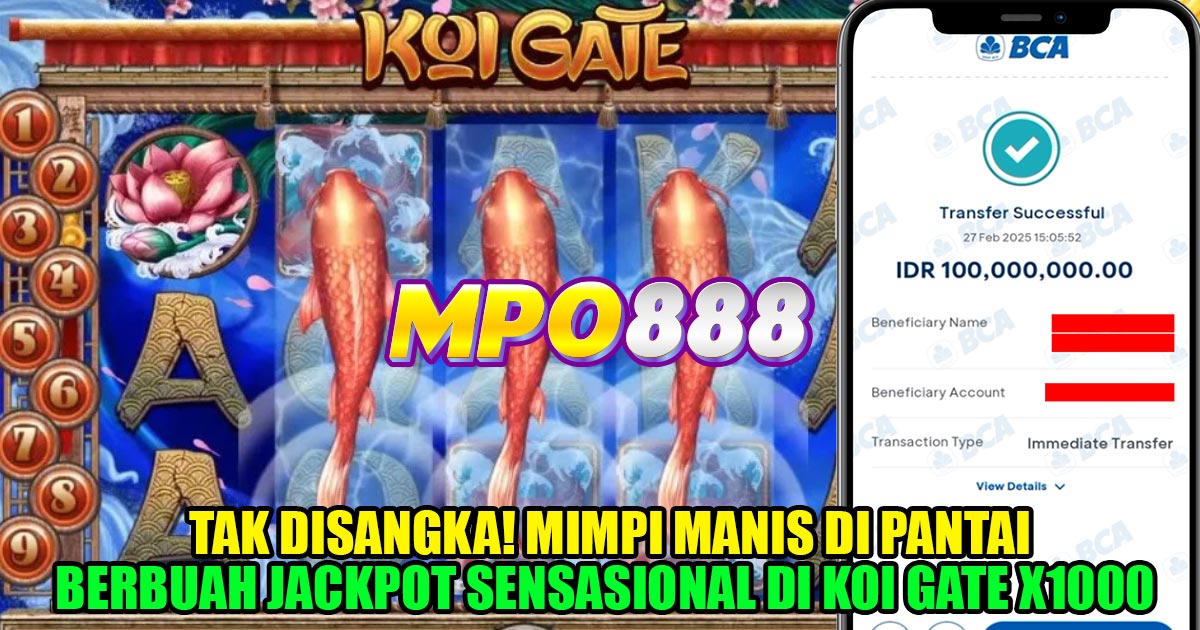 KOI GATE
1
2
3
4
5
6
7
8
9
A
A
A
K
MPO888
BCA
Transfer Successful
27 Feb 2025 15:05:52
IDR 100,000,000.00
Beneficiary Name
Beneficiary Account
Transaction Type
Immediate Transfer
View Details
TAK DISANGKA! MIMPI MANIS DI PANTAI
BERBUAH JACKPOT SENSASIONAL DI KOI GATE X1000